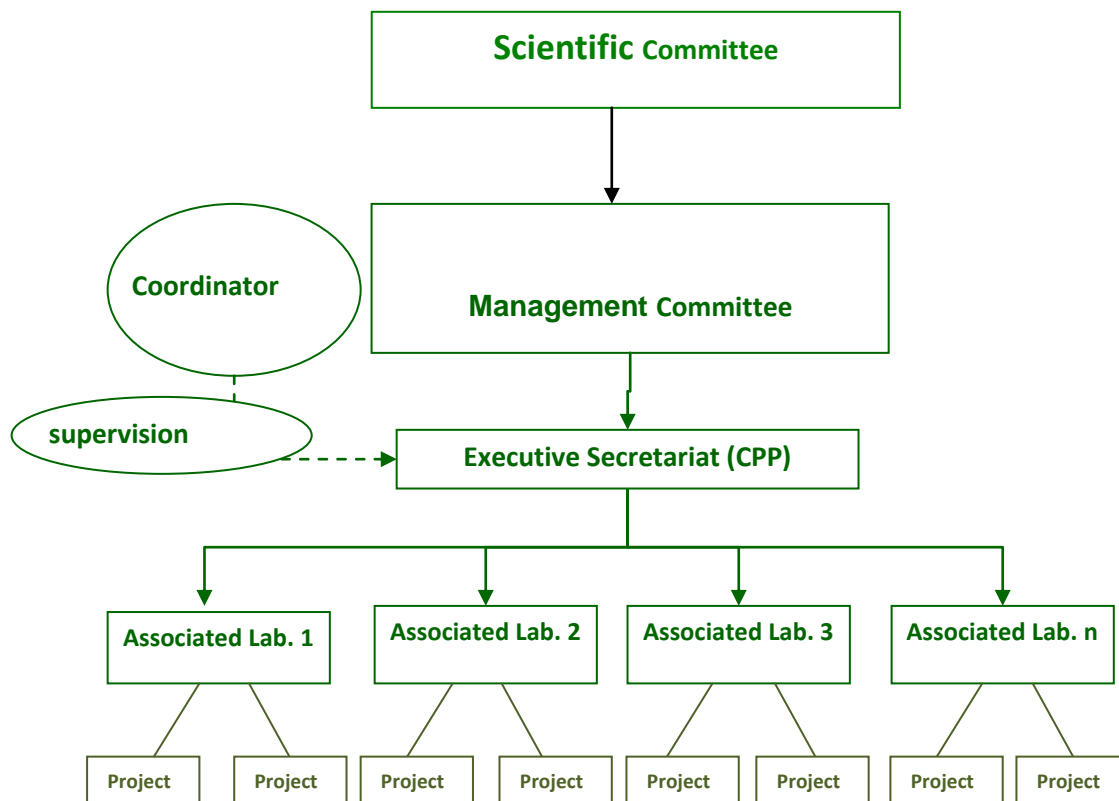 Scientific Committee
Coordinator
Management Committee
supervision
Executive Secretariat (CPP)
Associated Lab. 1
Associated Lab. 2
Associated Lab. 3
Associated Lab. n
Project
Project
Project
Project
Project
Project
Project
Project